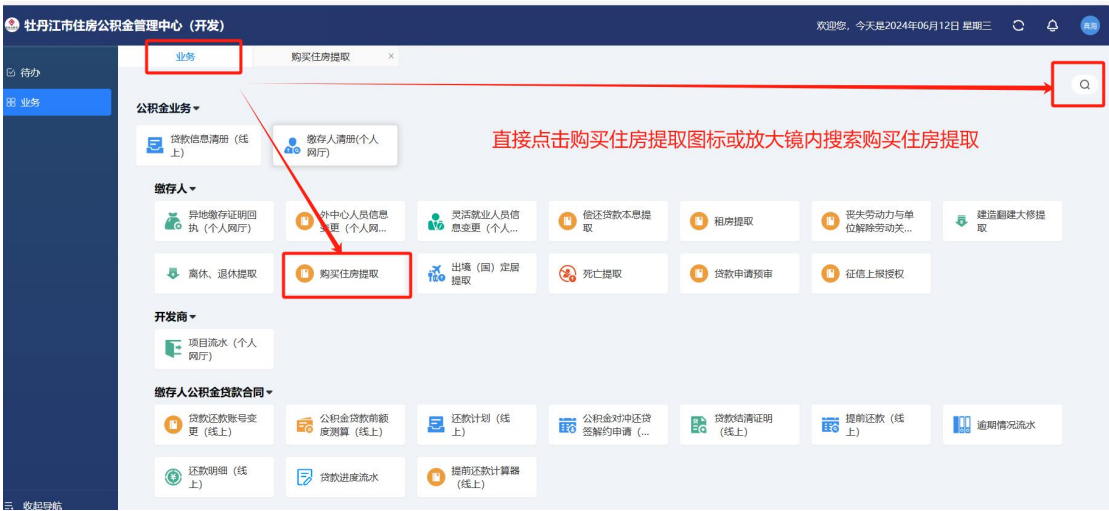 牡丹江市住房公积金管理中心（开发）
欢迎您，今天是2024年06月12日 星期三
待办
业务
收起导航
业务
购买住房提取 ×
公积金业务
贷款信息清册（线
上）
缴存人清册(个人
网厅)
直接点击购买住房提取图标或放大镜内搜索购买住房提取
缴存人
异地缴存证明回
执（个人网厅）
外中心人员信息
变更（个人网...
灵活就业人员信
息变更（个人...
偿还贷款本息提
取
租房提取
丧失劳动力与单
位解除劳动关...
建造翻建大修提
取
离休、退休提取
购买住房提取
出境（国）定居
提取
死亡提取
贷款申请预审
征信上报授权
开发商
项目流水（个人
网厅）
缴存人公积金贷款合同
贷款还款账号变
更（线上）
公积金贷款前额
度测算（线上）
还款计划（线
上）
公积金对冲还贷
签解约申请（...
贷款结清证明
（线上）
提前还款（线
上）
逾期情况流水
还款明细（线
上）
贷款进度流水
提前还款计算器
（线上）